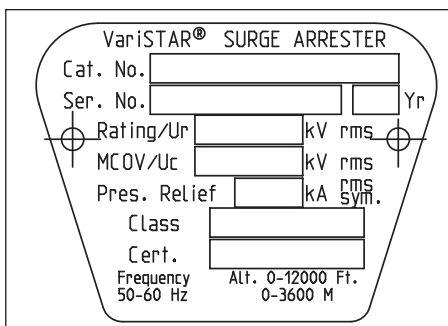 VariSTAR® SURGE ARRESTER
Cat. No.
Ser. No. Yr
Rating/Ur kV rms
MCOV/Uc kV rms
Pres. Relief kA rms sym.
Class
Cert.
Frequency Alt. 0-12000 Ft.
50-60 Hz 0-3600 M